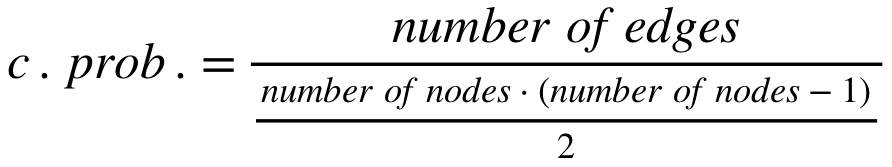 c . prob . = number of edges
number of nodes · (number of nodes − 1)
2